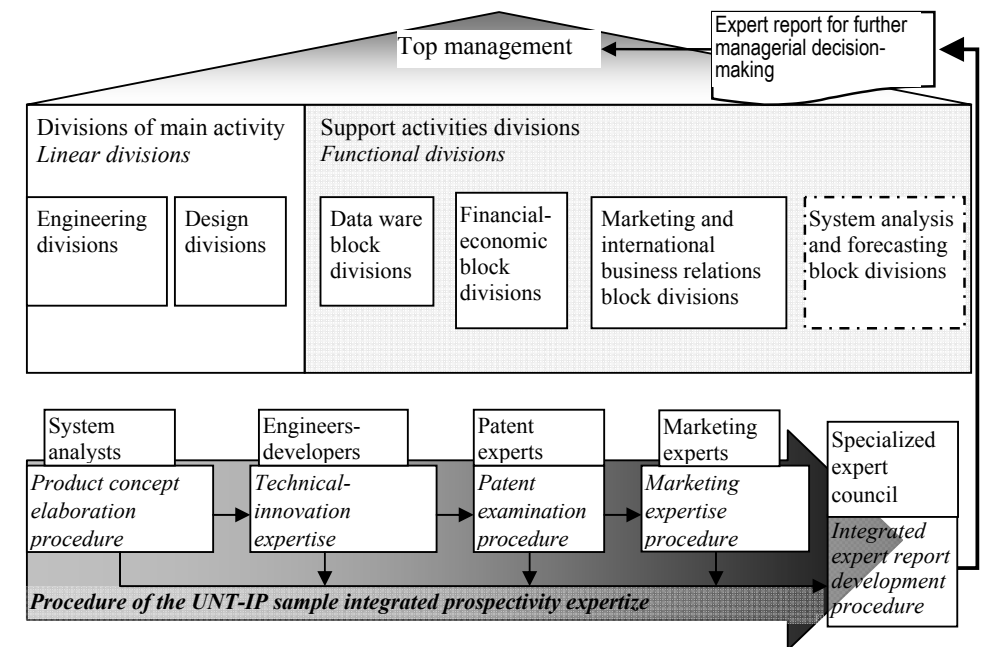 Top management
Expert report for further
managerial decision-
making
Divisions of main activity
Linear divisions
Support activities divisions
Functional divisions
Engineering
divisions
Design
divisions
Data ware
block
divisions
Financial-
economic
block
divisions
Marketing and
international
business relations
block divisions
System analysis
and forecasting
block divisions
System
analysts
Product concept
elaboration
procedure
Engineers-
developers
Technical-
innovation
expertise
Patent
experts
Patent
examination
procedure
Marketing
experts
Marketing
expertise
procedure
Specialized
expert
council
Integrated
expert report
development
procedure
Procedure of the UNT-IP sample integrated prospectivity expertize